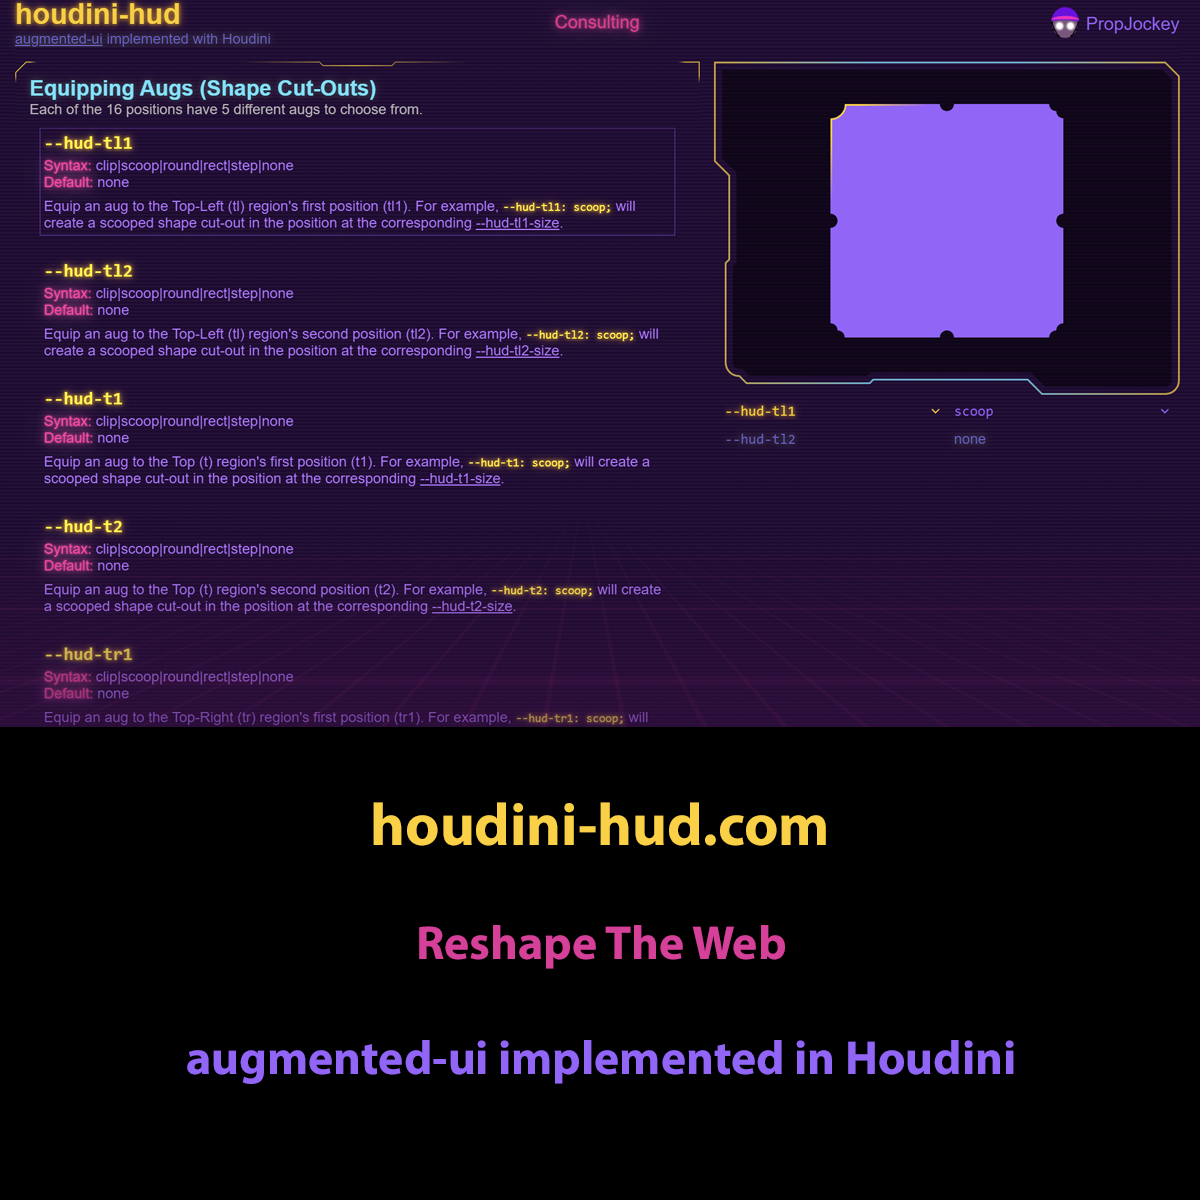 houdini-hud
augmented-ui implemented with Houdini
Consulting
PropJockey
Equipping Augs (Shape Cut-Outs)
Each of the 16 positions have 5 different augs to choose from.
--hud-tl1
Syntax: clip|scoop|round|rect|step|none
Default: none
Equip an aug to the Top-Left (tl) region's first position (tl1). For example, --hud-tl1: scoop; will
create a scooped shape cut-out in the position at the corresponding --hud-tl1-size.
--hud-tl2
Syntax: clip|scoop|round|rect|step|none
Default: none
Equip an aug to the Top-Left (tl) region's second position (tl2). For example, --hud-tl2: scoop; will
create a scooped shape cut-out in the position at the corresponding --hud-tl2-size.
--hud-t1
Syntax: clip|scoop|round|rect|step|none
Default: none
Equip an aug to the Top (t) region's first position (t1). For example, --hud-t1: scoop; will create a
scooped shape cut-out in the position at the corresponding --hud-t1-size.
--hud-t2
Syntax: clip|scoop|round|rect|step|none
Default: none
Equip an aug to the Top (t) region's second position (t2). For example, --hud-t2: scoop; will create
a scooped shape cut-out in the position at the corresponding --hud-t2-size.
--hud-tr1
Syntax: clip|scoop|round|rect|step|none
Default: none
Equip an aug to the Top-Right (tr) region's first position (tr1). For example, --hud-tr1: scoop; will
--hud-tl1 scoop
--hud-tl2 none
houdini-hud.com
Reshape The Web
augmented-ui implemented in Houdini